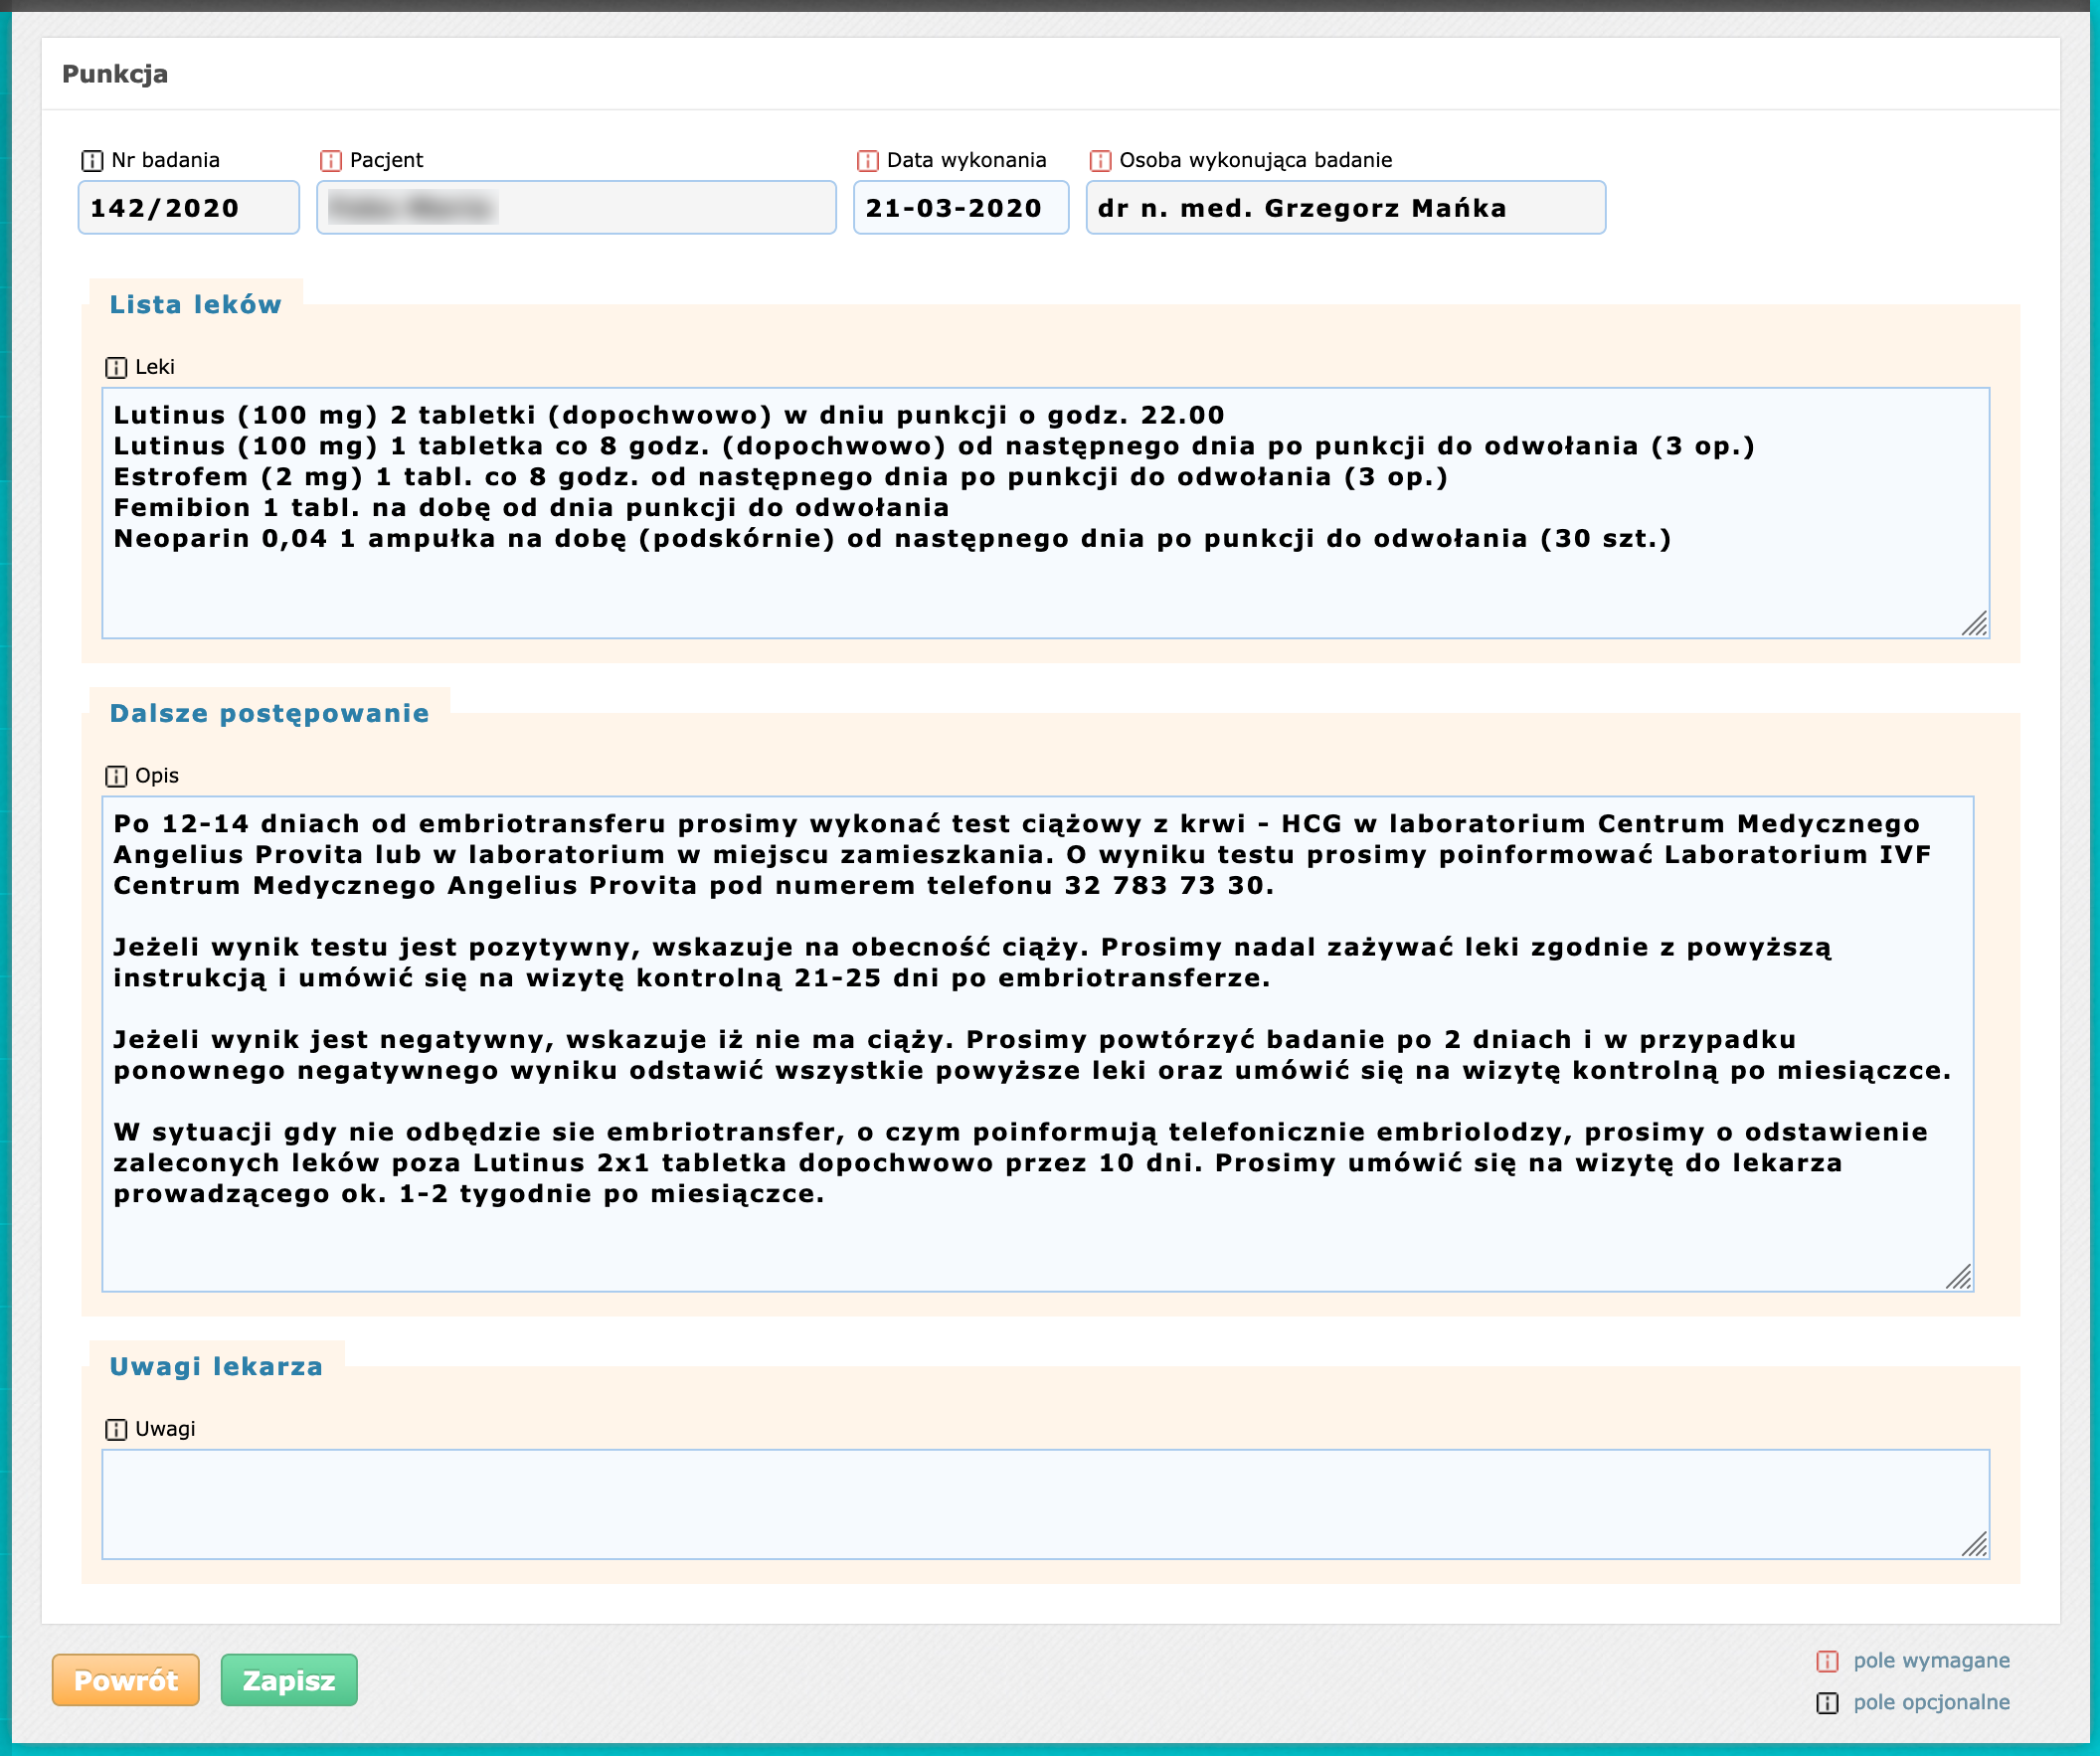 Punkcja
Nr badania
Pacjent
Data wykonania
Osoba wykonująca badanie
142/2020
21-03-2020
dr n. med. Grzegorz Mańka
Lista leków
Leki
Lutinus (100 mg) 2 tabletki (dopochwowo) w dniu punkcji o godz. 22.00
Lutinus (100 mg) 1 tabletka co 8 godz. (dopochwowo) od następnego dnia po punkcji do odwołania (3 op.)
Estrofem (2 mg) 1 tabl. co 8 godz. od następnego dnia po punkcji do odwołania (3 op.)
Femibion 1 tabl. na dobę od dnia punkcji do odwołania
Neoparin 0,04 1 ampułka na dobę (podskórnie) od następnego dnia po punkcji do odwołania (30 szt.)
Dalsze postępowanie
Opis
Po 12-14 dniach od embriotransferu prosimy wykonać test ciążowy z krwi - HCG w laboratorium Centrum Medycznego
Angelius Provita lub w laboratorium w miejscu zamieszkania. O wyniku testu prosimy poinformować Laboratorium IVF
Centrum Medycznego Angelius Provita pod numerem telefonu 32 783 73 30.
Jeżeli wynik testu jest pozytywny, wskazuje na obecność ciąży. Prosimy nadal zażywać leki zgodnie z powyższą
instrukcją i umówić się na wizytę kontrolną 21-25 dni po embriotransferze.
Jeżeli wynik jest negatywny, wskazuje iż nie ma ciąży. Prosimy powtórzyć badanie po 2 dniach i w przypadku
ponownego negatywnego wyniku odstawić wszystkie powyższe leki oraz umówić się na wizytę kontrolną po miesiączce.
W sytuacji gdy nie odbędzie sie embriotransfer, o czym poinformują telefonicznie embriolodzy, prosimy o odstawienie
zaleconych leków poza Lutinus 2x1 tabletka dopochwowo przez 10 dni. Prosimy umówić się na wizytę do lekarza
prowadzącego ok. 1-2 tygodnie po miesiączce.
Uwagi lekarza
Uwagi
Powrót
Zapisz
pole wymagane
pole opcjonalne